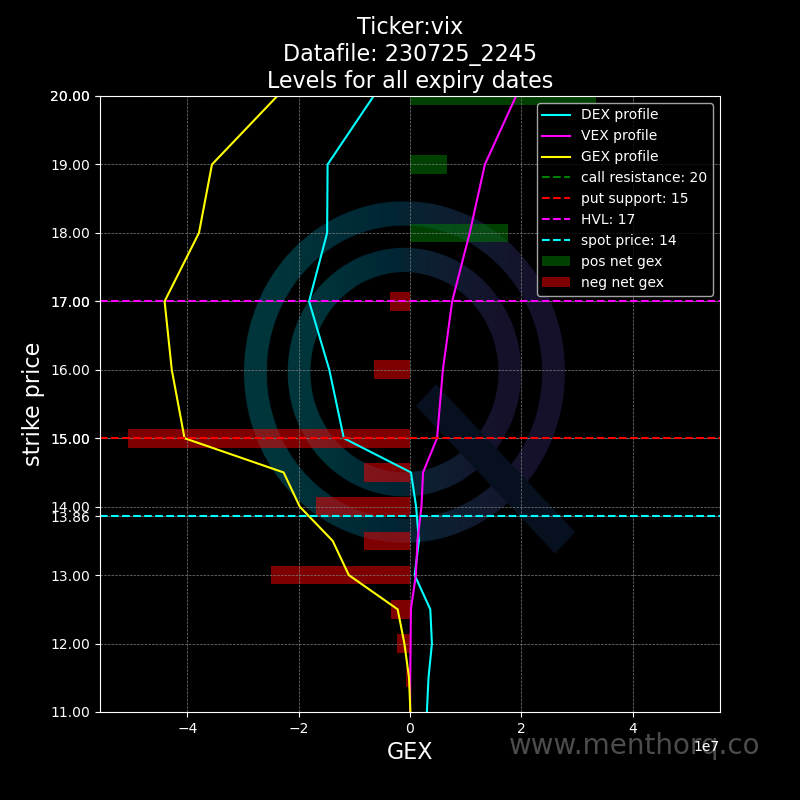 Ticker:vix
Datafile: 230725_2245
Levels for all expiry dates
20.00
19.00
18.00
17.00
16.00
15.00
14.00
13.86
13.00
12.00
11.00
strike price
DEX profile
VEX profile
GEX profile
call resistance: 20
put support: 15
HVL: 17
spot price: 14
pos net gex
neg net gex
−4
−2
0
2
4
1e7
GEX
www.menthorq.co